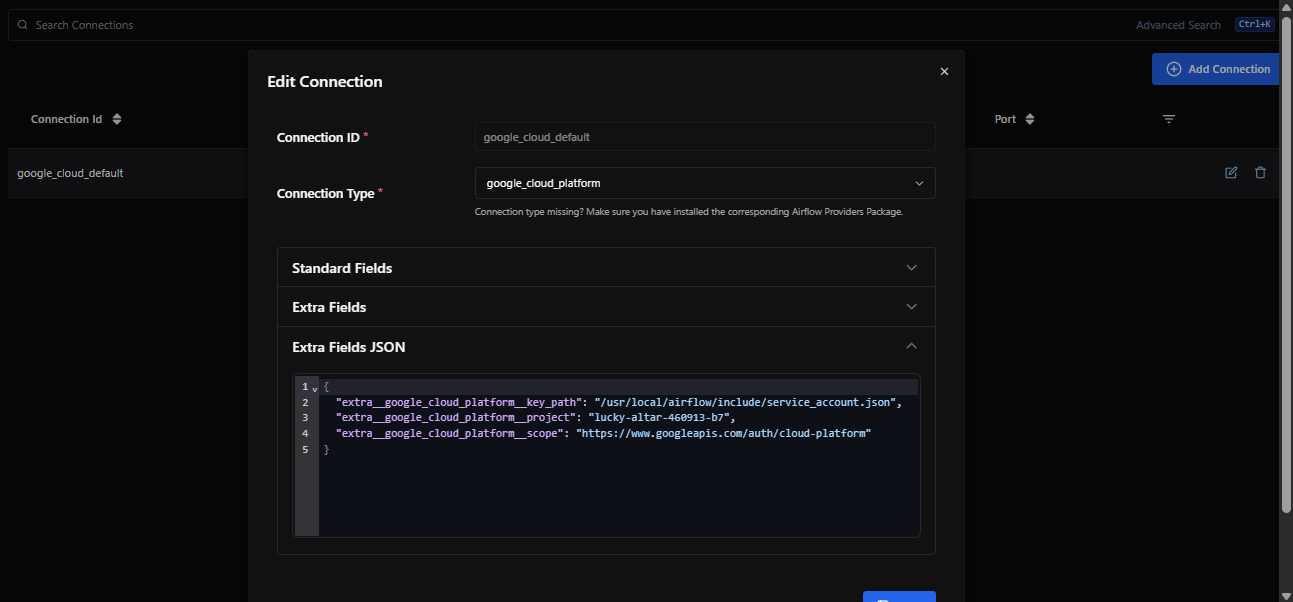 Search Connections
Advanced Search
Ctrl+K
Edit Connection
Add Connection
Connection Id
Connection ID *
google_cloud_default
Port
google_cloud_default
Connection Type *
google_cloud_platform
Connection type missing? Make sure you have installed the corresponding Airflow Providers Package.
Standard Fields
Extra Fields
Extra Fields JSON
1 {
2 "extra__google_cloud_platform__key_path": "/usr/local/airflow/include/service_account.json",
3 "extra__google_cloud_platform__project": "lucky-altar-460913-b7",
4 "extra__google_cloud_platform__scope": "https://www.googleapis.com/auth/cloud-platform"
5 }